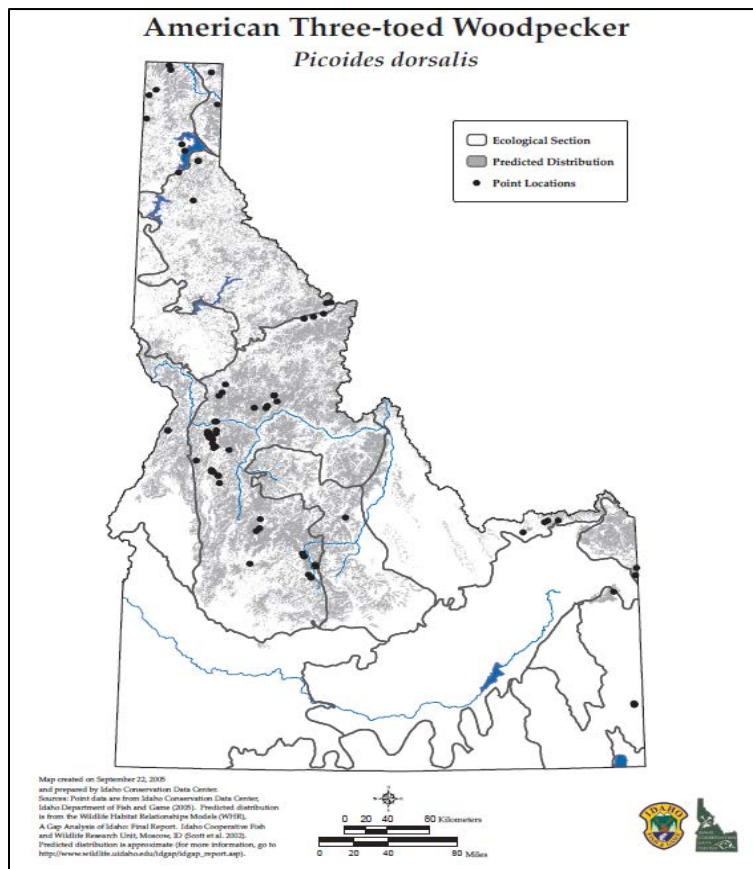 American Three-toed Woodpecker
Picoides dorsalis
Ecological Section
Predicted Distribution
Point Locations
Map created on September 22, 2005
and prepared by Idaho Conservation Data Center.
Sources: Point data are from Idaho Conservation Data Center,
Idaho Department of Fish and Game (2005). Predicted distribution
is from the Wildlife Habitat Relationships Models (WHR),
A Gap Analysis of Idaho: Final Report. Idaho Cooperative Fish
and Wildlife Research Unit, Moscow, ID (Scott et al. 2002).
Predicted distribution is approximate (for more information, go to
http://www.wildlife.uidaho.edu/idgap/idgap_report.asp).
0 20 40 80 Kilometers
0 20 40 80 Miles
IDAHO